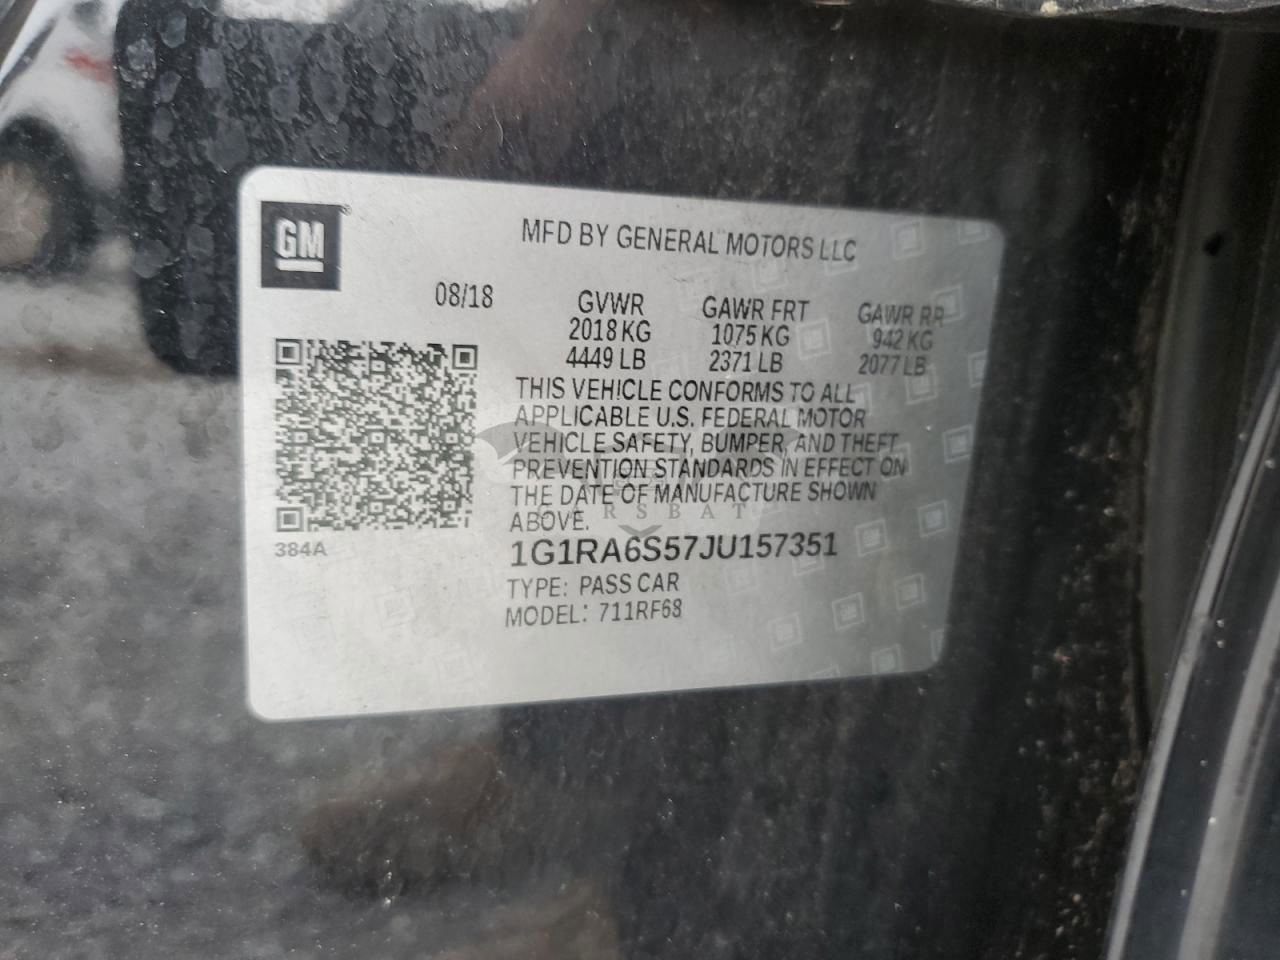 GM
MFD BY GENERAL MOTORS LLC
08/18 GVWR GAWR FRT GAWR RR
2018 KG 1075 KG 942 KG
4449 LB 2371 LB 2077 LB
THIS VEHICLE CONFORMS TO ALL
APPLICABLE U.S. FEDERAL MOTOR
VEHICLE SAFETY, BUMPER, AND THEFT
PREVENTION STANDARDS IN EFFECT ON
THE DATE OF MANUFACTURE SHOWN
ABOVE.
CARSBAT
384A
1G1RA6S57JU157351
TYPE: PASS CAR
MODEL: 711RF68